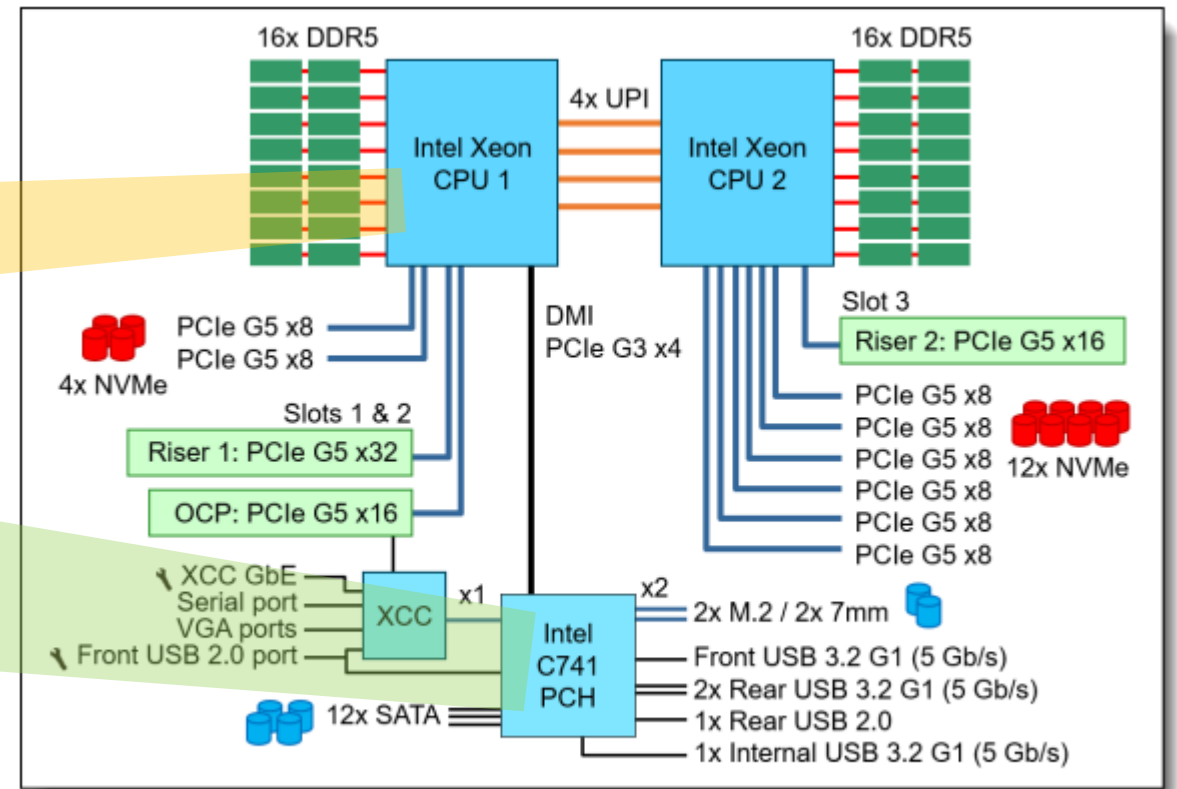 16x DDR5
16x DDR5
4x UPI
Intel Xeon
CPU 1
Intel Xeon
CPU 2
PCIe G5 x8
PCIe G5 x8
4x NVMe
DMI
PCIe G3 x4
Slot 3
Riser 2: PCIe G5 x16
Slots 1 & 2
Riser 1: PCIe G5 x32
OCP: PCIe G5 x16
PCIe G5 x8
PCIe G5 x8
PCIe G5 x8
PCIe G5 x8
PCIe G5 x8
PCIe G5 x8
12x NVMe
XCC GbE
Serial port
VGA ports
Front USB 2.0 port
XCC
x1
x2
Intel
C741
PCH
12x SATA
2x M.2 / 2x 7mm
Front USB 3.2 G1 (5 Gb/s)
2x Rear USB 3.2 G1 (5 Gb/s)
1x Rear USB 2.0
1x Internal USB 3.2 G1 (5 Gb/s)